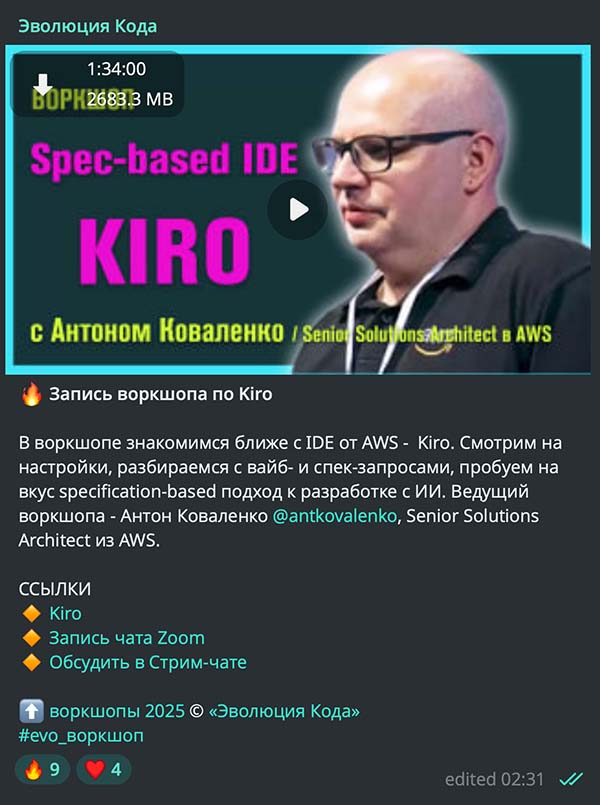 Эволюция Кода
1:34:00
2683.3 MB
ВОРКШОП
Spec-based IDE
KIRO
с Антоном Коваленко / Senior Solutions Architect в AWS
🔥 Запись воркшопа по Kiro
В воркшопе знакомимся ближе с IDE от AWS - Kiro. Смотрим на
настройки, разбираемся с вайб- и спек-запросами, пробуем на
вкус specification-based подход к разработке с ИИ. Ведущий
воркшопа - Антон Коваленко @antkovalenko, Senior Solutions
Architect из AWS.
ССЫЛКИ
🔸 Kiro
🔸 Запись чата Zoom
🔸 Обсудить в Стрим-чате
⬆️ воркшопы 2025 © «Эволюция Кода»
#evo_воркшоп
🔥 9 ❤️ 4
edited 02:31